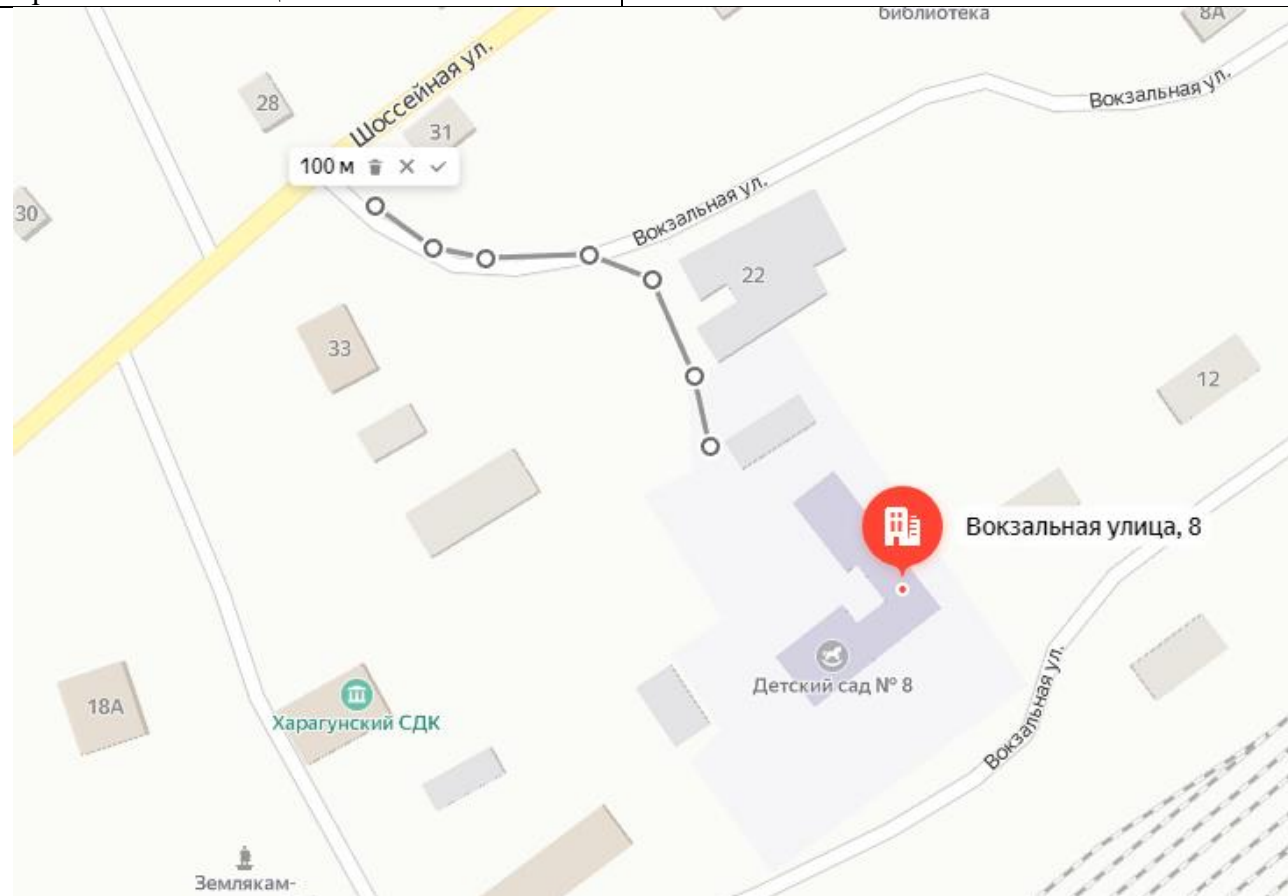 библиотека
8А
Шоссейная ул.
28
31
Вокзальная ул.
100 м
30
Вокзальная ул.
22
33
12
Вокзальная улица, 8
Детский сад № 8
18А
Харагунский СДК
Вокзальная ул.
Землякам-